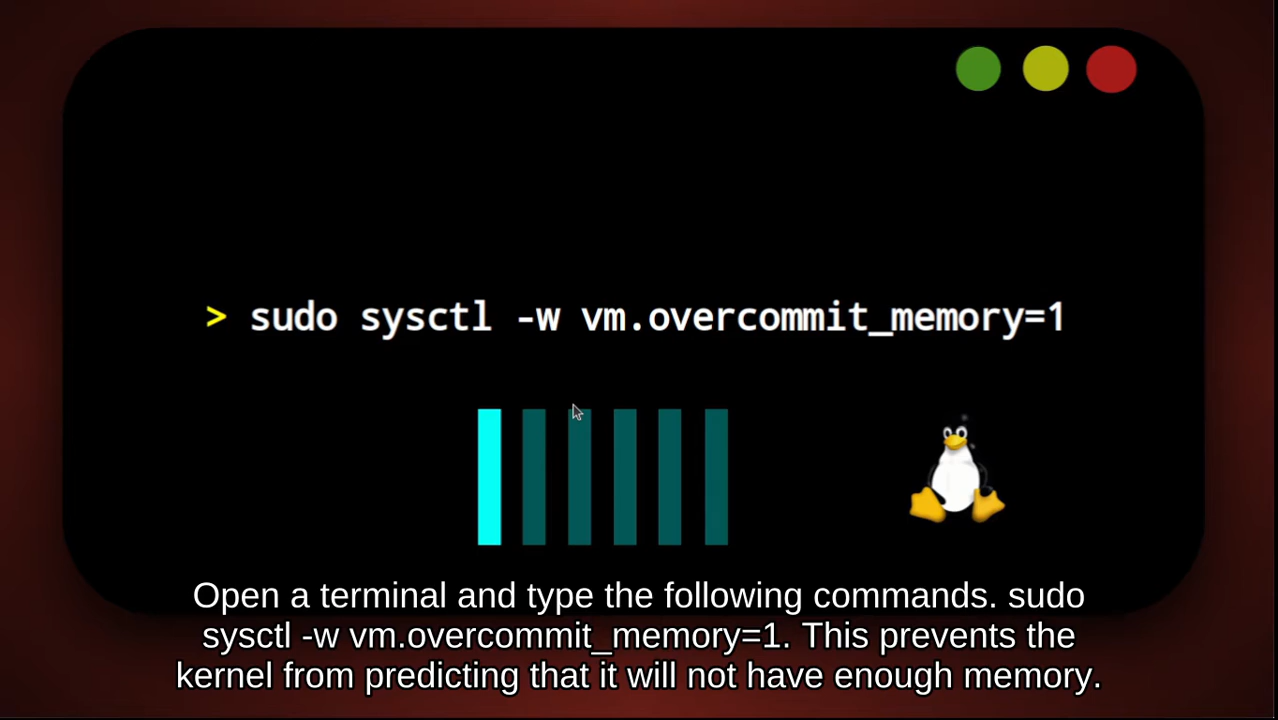 > sudo sysctl -w vm.overcommit_memory=1
Open a terminal and type the following commands. sudo
sysctl -w vm.overcommit_memory=1. This prevents the
kernel from predicting that it will not have enough memory.